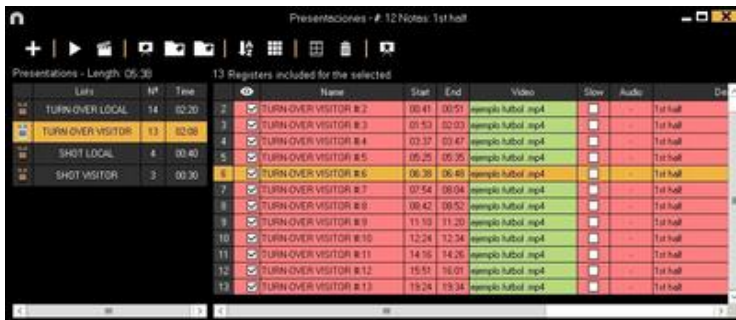 Presentaciones - #: 12 Notes: 1st half
Presentations - Length: 05:38
13 Registers included for the selected
Lists Nº Time
TURN-OVER LOCAL 14 02:20
TURN-OVER VISITOR 13 02:08
SHOT LOCAL 4 00:40
SHOT VISITOR 3 00:30
Name Start End Video Slow Audio De
2 TURN-OVER VISITOR #:2 00:41 00:51 ejemplo futbol .mp4 - 1st half
3 TURN-OVER VISITOR #:3 01:53 02:03 ejemplo futbol .mp4 - 1st half
4 TURN-OVER VISITOR #:4 03:37 03:47 ejemplo futbol .mp4 - 1st half
5 TURN-OVER VISITOR #:5 05:25 05:35 ejemplo futbol .mp4 - 1st half
6 TURN-OVER VISITOR #:6 06:38 06:48 ejemplo futbol .mp4 - 1st half
7 TURN-OVER VISITOR #:7 07:54 08:04 ejemplo futbol .mp4 - 1st half
8 TURN-OVER VISITOR #:8 08:42 08:52 ejemplo futbol .mp4 - 1st half
9 TURN-OVER VISITOR #:9 11:10 11:20 ejemplo futbol .mp4 - 1st half
10 TURN-OVER VISITOR #:10 12:24 12:34 ejemplo futbol .mp4 - 1st half
11 TURN-OVER VISITOR #:11 14:16 14:26 ejemplo futbol .mp4 - 1st half
12 TURN-OVER VISITOR #:12 15:51 16:01 ejemplo futbol .mp4 - 1st half
13 TURN-OVER VISITOR #:13 19:24 19:34 ejemplo futbol .mp4 - 1st half